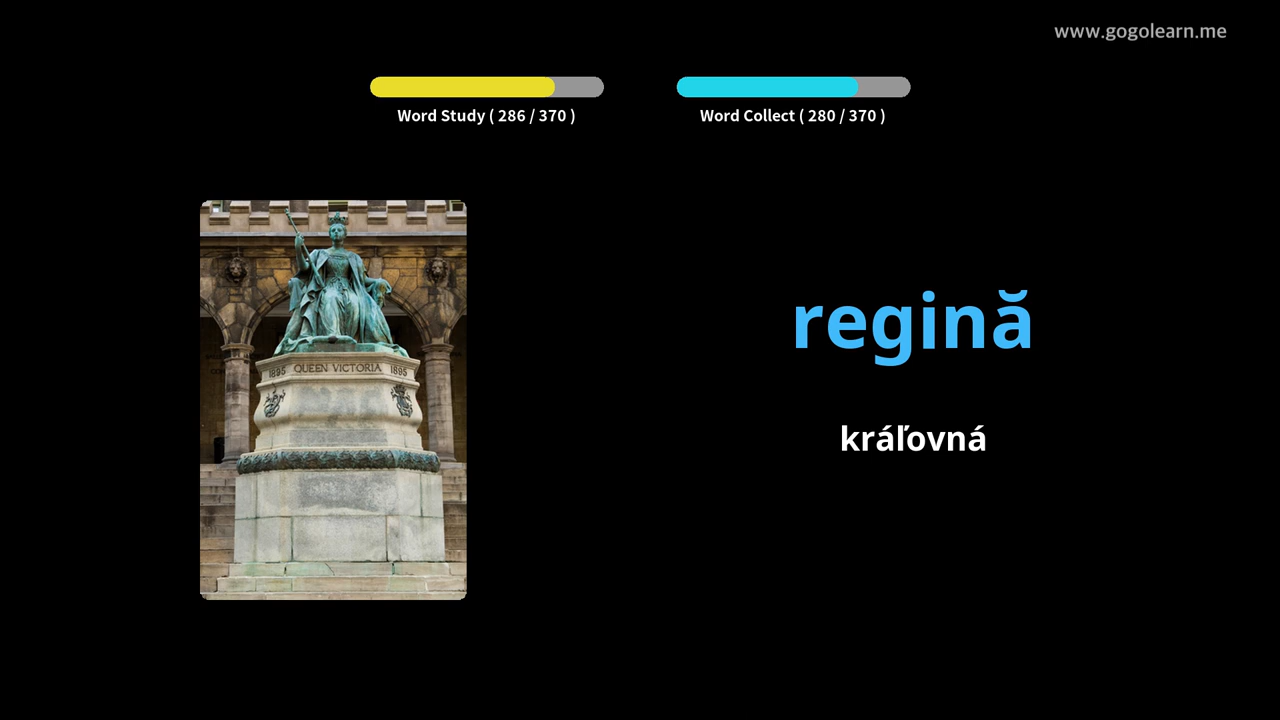 www.gogolearn.me
Word Study ( 286 / 370 )
Word Collect ( 280 / 370 )
1895 QUEEN VICTORIA 1895
regină
kráľovná